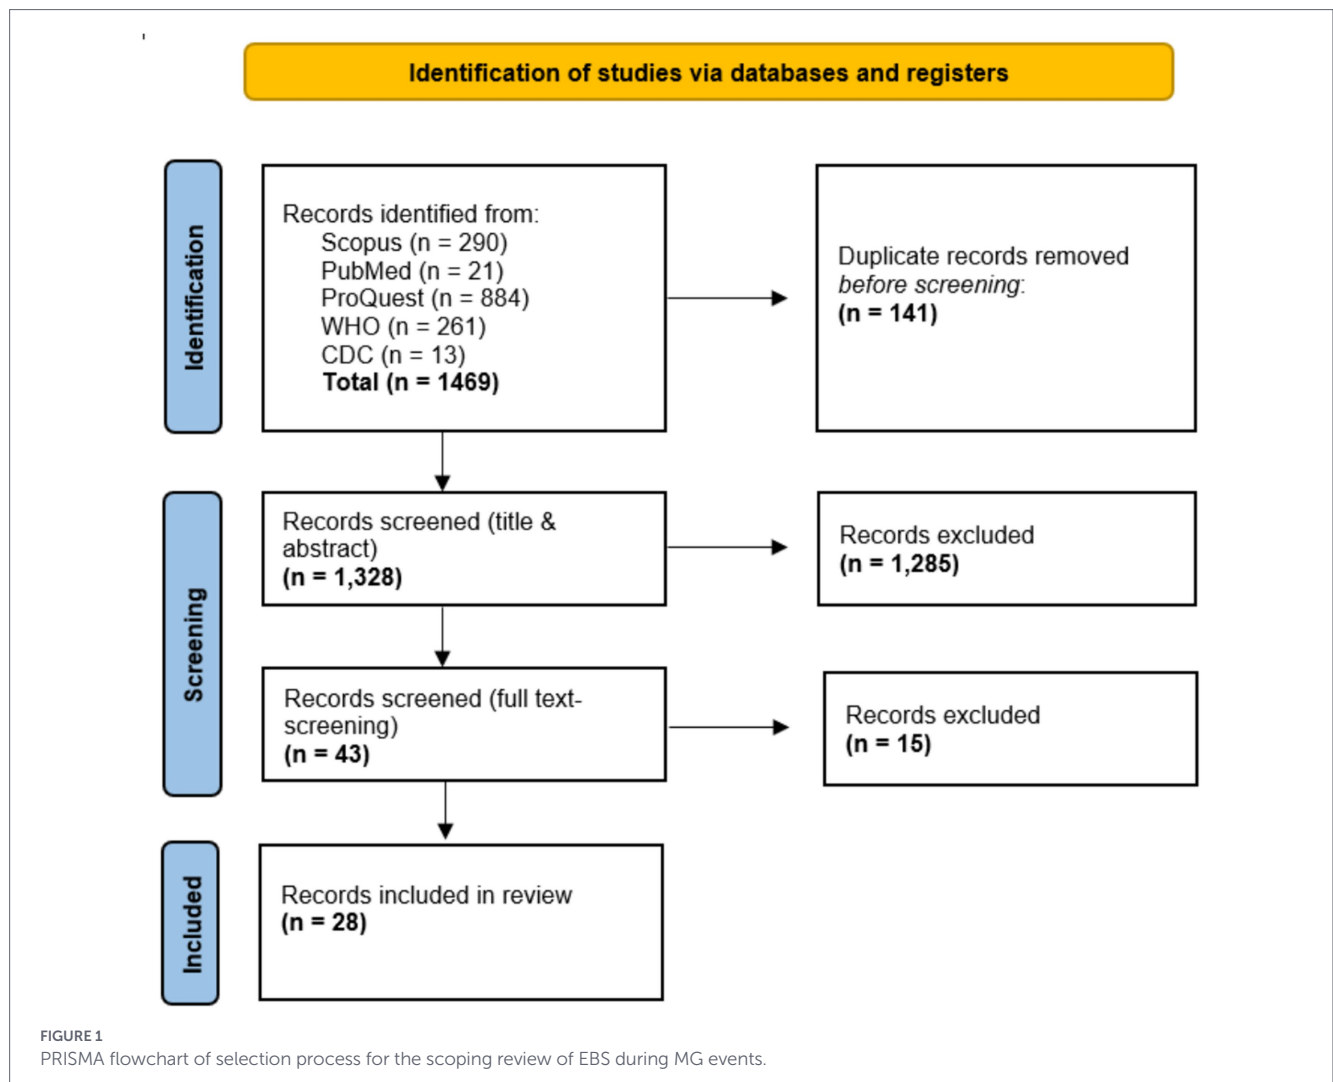 Identification of studies via databases and registers
Identification
Records identified from:
Scopus (n = 290)
PubMed (n = 21)
ProQuest (n = 884)
WHO (n = 261)
CDC (n = 13)
Total (n = 1469)
Duplicate records removed
before screening:
(n = 141)
Screening
Records screened (title &
abstract)
(n = 1,328)
Records excluded
(n = 1,285)
Records screened (full text-
screening)
(n = 43)
Records excluded
(n = 15)
Included
Records included in review
(n = 28)
FIGURE 1
PRISMA flowchart of selection process for the scoping review of EBS during MG events.